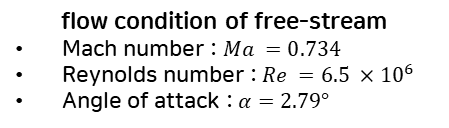 flow condition of free-stream
• Mach number : Ma = 0.734
• Reynolds number : Re = 6.5 × 10⁶
• Angle of attack : α = 2.79°